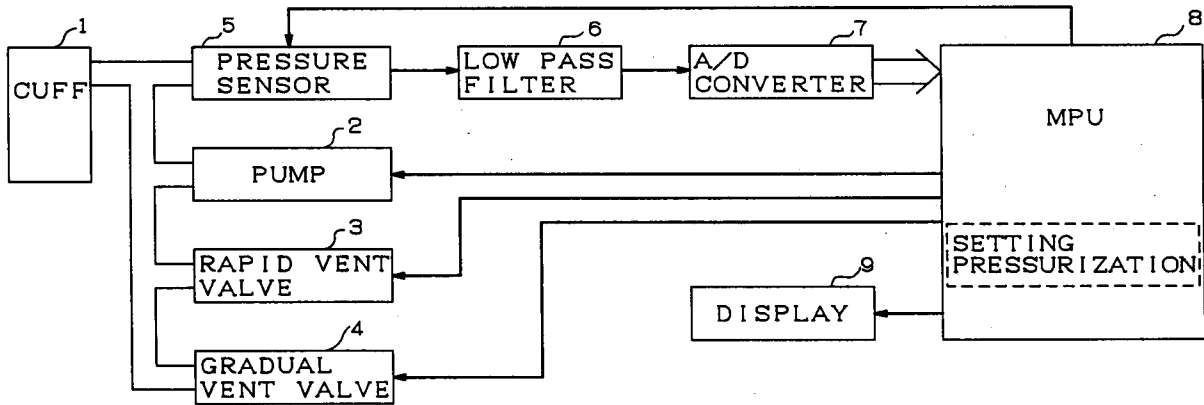 1
CUFF
5
PRESSURE
SENSOR
6
LOW PASS
FILTER
7
A/D
CONVERTER
8
MPU
SETTING
PRESSURIZATION
2
PUMP
3
RAPID VENT
VALVE
4
GRADUAL
VENT VALVE
9
DISPLAY